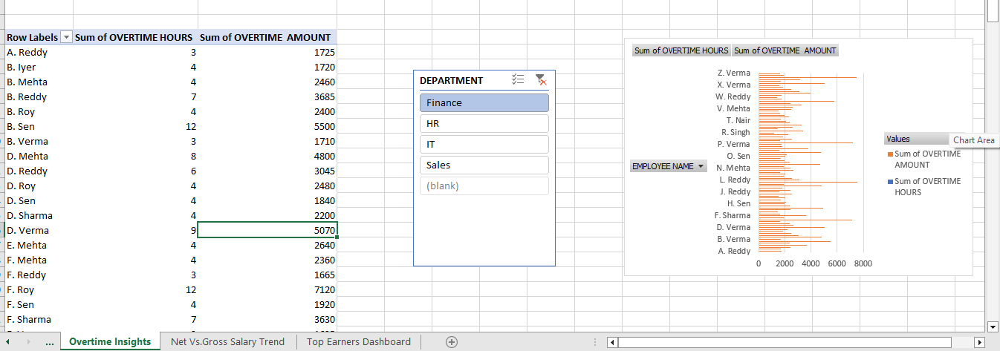 Row Labels Sum of OVERTIME HOURS Sum of OVERTIME AMOUNT
A. Reddy 3 1725
B. Iyer 4 1720
B. Mehta 4 2460
B. Reddy 7 3685
B. Roy 4 2400
B. Sen 12 5500
B. Verma 3 1710
D. Mehta 8 4800
D. Reddy 6 3045
D. Roy 4 2480
D. Sen 4 1840
D. Sharma 4 2200
D. Verma 9 5070
E. Mehta 4 2640
F. Mehta 4 2360
F. Reddy 3 1665
F. Roy 12 7120
F. Sen 4 1920
F. Sharma 7 3630
DEPARTMENT
Finance
HR
IT
Sales
(blank)
Sum of OVERTIME HOURS Sum of OVERTIME AMOUNT
Z. Verma
X. Verma
W. Reddy
V. Mehta
T. Nair
R. Singh
P. Verma
O. Sen
N. Mehta
L. Reddy
J. Reddy
H. Sen
F. Sharma
D. Verma
B. Verma
A. Reddy
0 2000 4000 6000 8000
EMPLOYEE NAME
Values
Chart Area
Sum of OVERTIME
AMOUNT
Sum of OVERTIME
HOURS
... Overtime Insights Net Vs.Gross Salary Trend Top Earners Dashboard